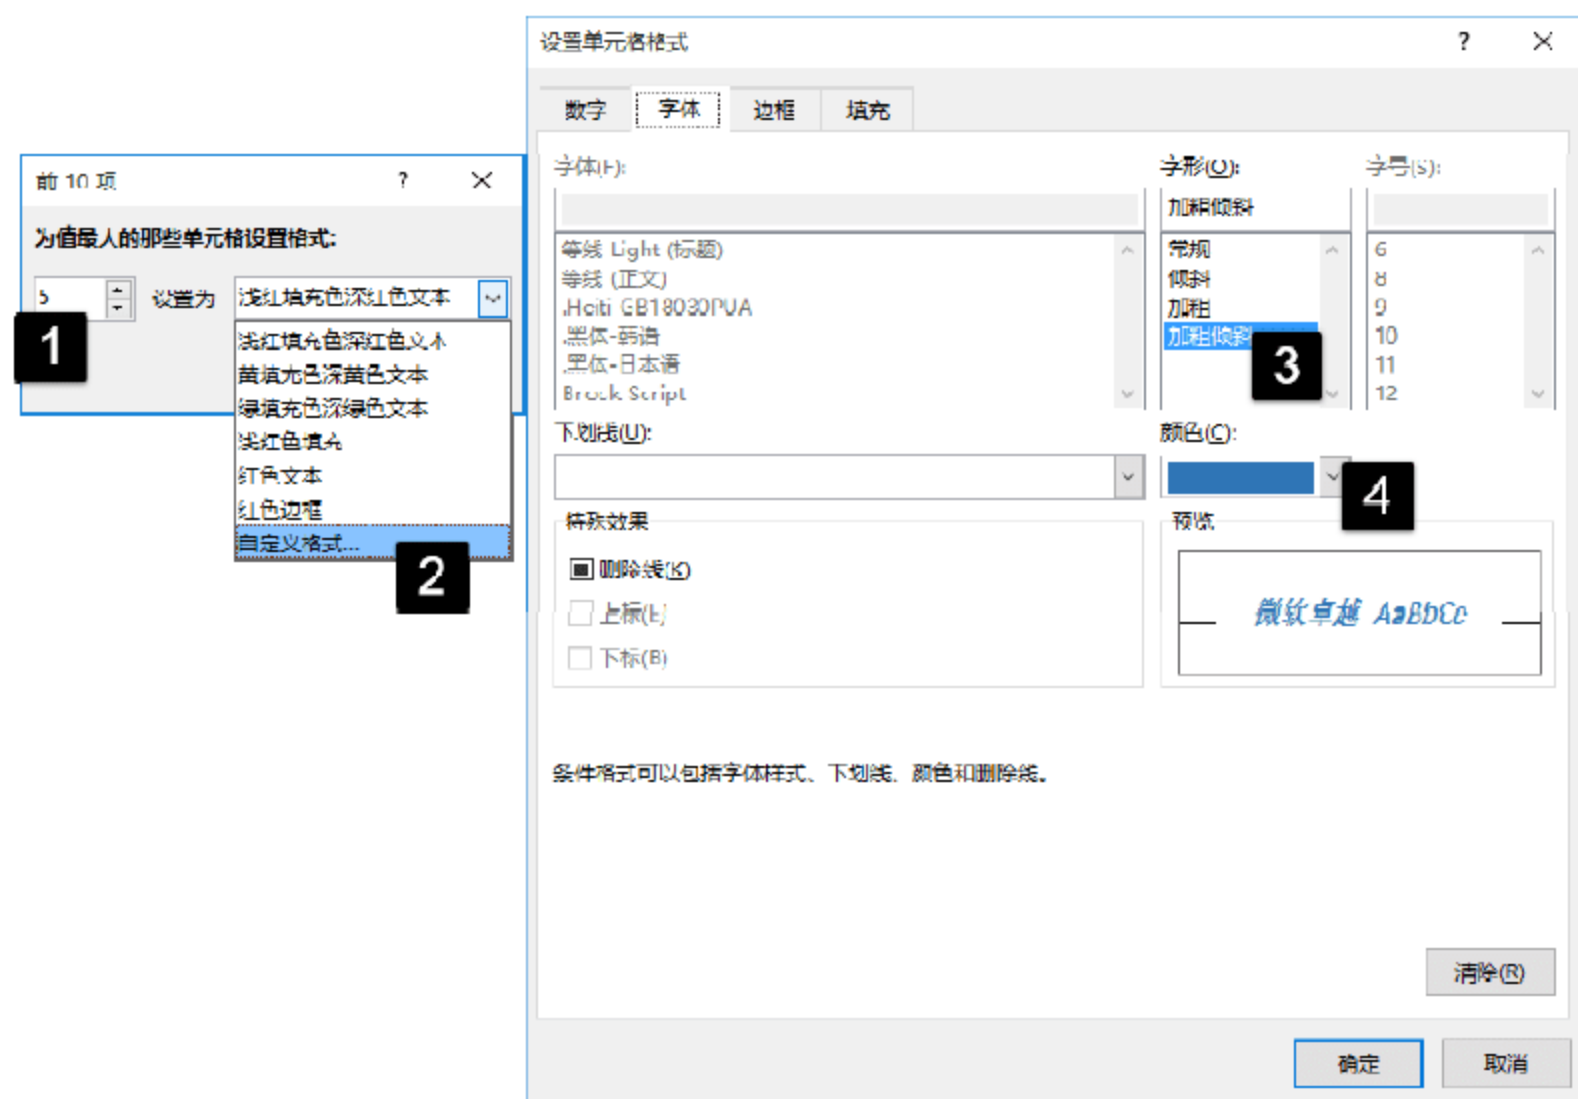 前 10 项
?
为值最大的那些单元格设置格式:
5
设置为
浅红填充色深红色文本
浅红填充色深红色文本
黄填充色深黄色文本
绿填充色深绿色文本
浅红色填充
红色文本
红色边框
自定义格式...
1
2
设置单元格格式
?
数字
字体
边框
填充
字体(F):
等线 Light (标题)
等线 (正文)
.Heiti GB18030PUA
.黑体-韩语
.黑体-日本语
Brush Script
字形(O):
加粗倾斜
常规
倾斜
加粗
加粗倾斜
3
字号(S):
6
8
9
10
11
12
下划线(U):
颜色(C):
4
特殊效果
删除线(K)
上标(E)
下标(B)
预览
微软卓越 AaBbCc
条件格式可以包括字体样式、下划线、颜色和删除线。
清除(R)
确定
取消